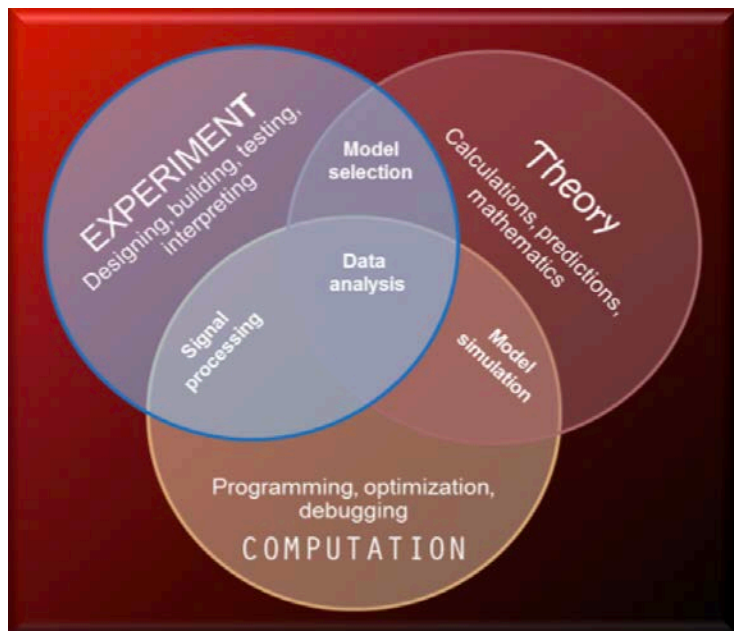 EXPERIMENT
Designing, building, testing,
interpreting
Theory
Calculations, predictions,
mathematics
Model
selection
Data
analysis
Signal
processing
Model
simulation
Programming, optimization,
debugging
COMPUTATION